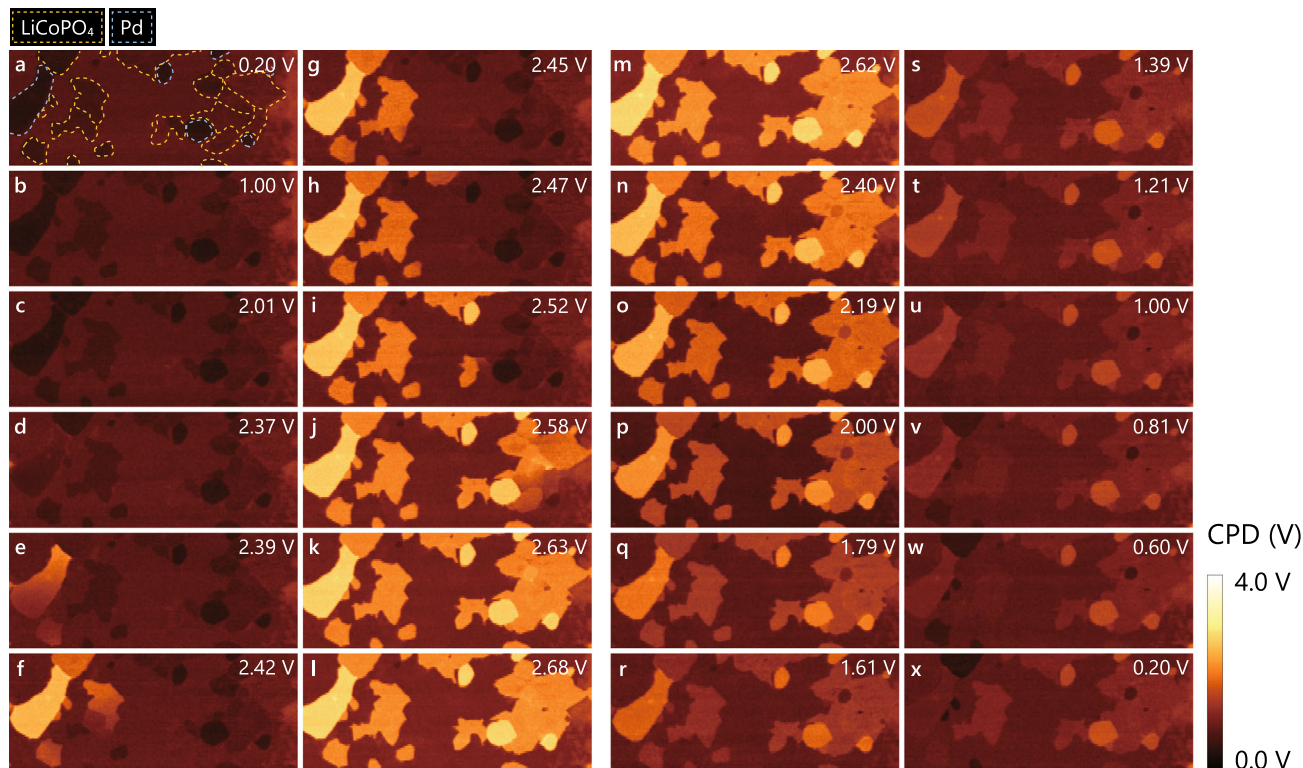 LiCoPO₄ Pd
a 0.20 V
b 1.00 V
c 2.01 V
d 2.37 V
e 2.39 V
f 2.42 V
g 2.45 V
h 2.47 V
i 2.52 V
j 2.58 V
k 2.63 V
l 2.68 V
m 2.62 V
n 2.40 V
o 2.19 V
p 2.00 V
q 1.79 V
r 1.61 V
s 1.39 V
t 1.21 V
u 1.00 V
v 0.81 V
w 0.60 V
x 0.20 V
CPD (V)
4.0 V
0.0 V